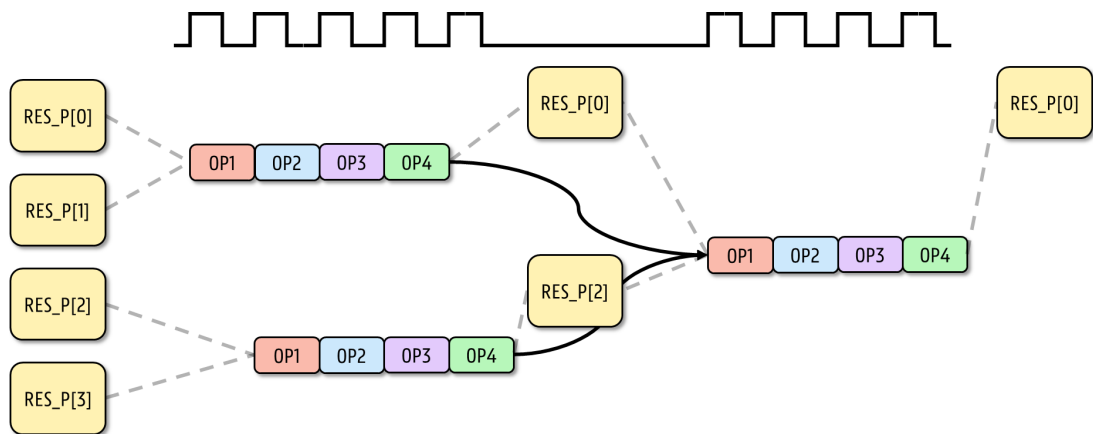 RES_P[0]
RES_P[0]
RES_P[0]
OP1 OP2 OP3 OP4
RES_P[1]
OP1 OP2 OP3 OP4
RES_P[2]
RES_P[2]
OP1 OP2 OP3 OP4
RES_P[3]